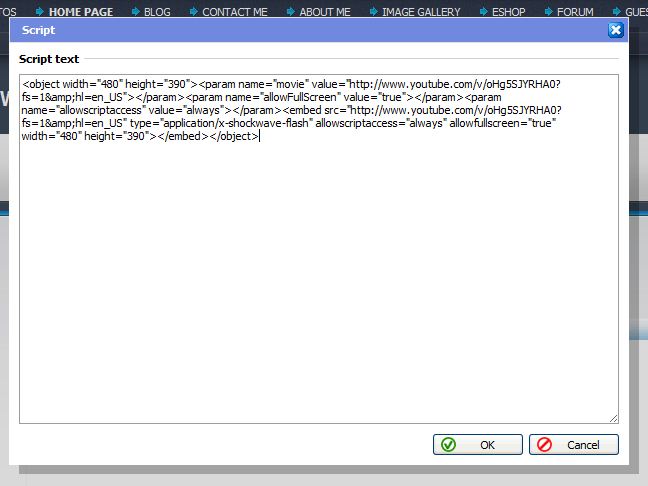 TOS HOME PAGE BLOG CONTACT ME ABOUT ME IMAGE GALLERY ESHOP FORUM GUES
Script
Script text
<object width="480" height="390"><param name="movie" value="http://www.youtube.com/v/oHg5SJYRHA0?
fs=1&amp;hl=en_US"></param><param name="allowFullScreen" value="true"></param><param
name="allowscriptaccess" value="always"></param><embed src="http://www.youtube.com/v/oHg5SJYRHA0?
fs=1&amp;hl=en_US" type="application/x-shockwave-flash" allowscriptaccess="always" allowfullscreen="true"
width="480" height="390"></embed></object>
W
OK Cancel